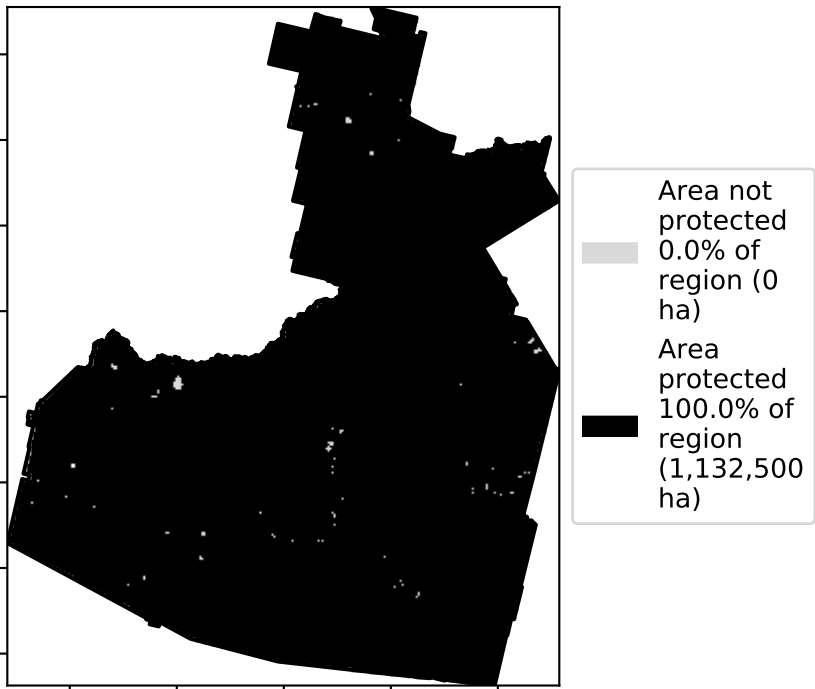 Area not
protected
0.0% of
region (0
ha)
Area
protected
100.0% of
region
(1,132,500
ha)